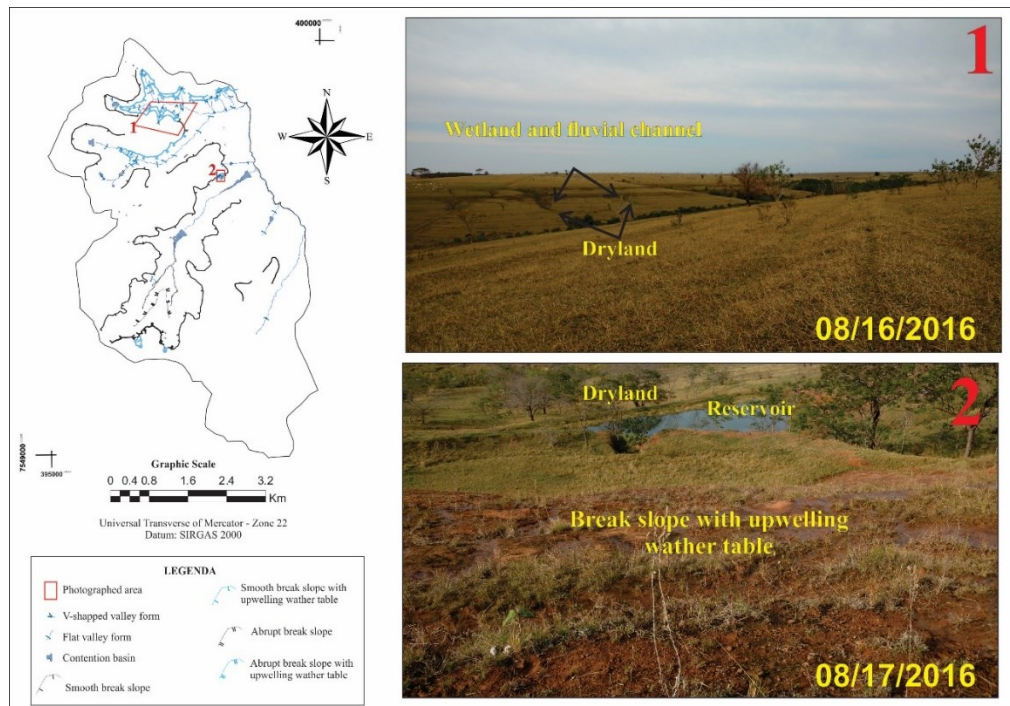 400000
1
2
N
W
E
S
7549000
395000
Graphic Scale
0 0.4 0.8 1.6 2.4 3.2
Km
Universal Transverse of Mercator - Zone 22
Datum: SIRGAS 2000
LEGENDA
Photographed area
V-shapped valley form
Flat valley form
Contention basin
Smooth break slope
Smooth break slope with
upwelling wather table
Abrupt break slope
Abrupt break slope with
upwelling wather table
1
Wetland and fluvial channel
Dryland
08/16/2016
2
Dryland
Reservoir
Break slope with upwelling
wather table
08/17/2016